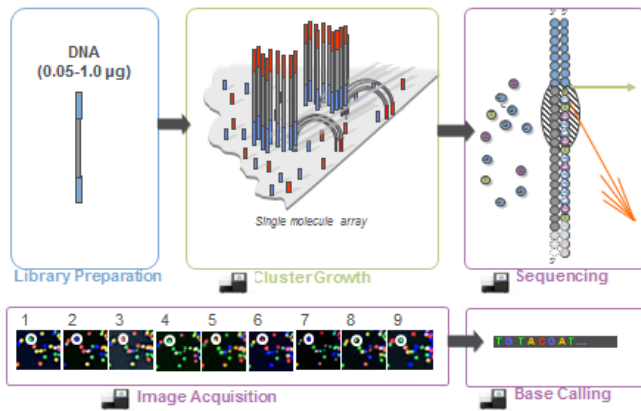 DNA
(0.05-1.0 µg)
Library Preparation
Single molecule array
Cluster Growth
Sequencing
1 2 3 4 5 6 7 8 9
Image Acquisition
TGTACGAT...
Base Calling